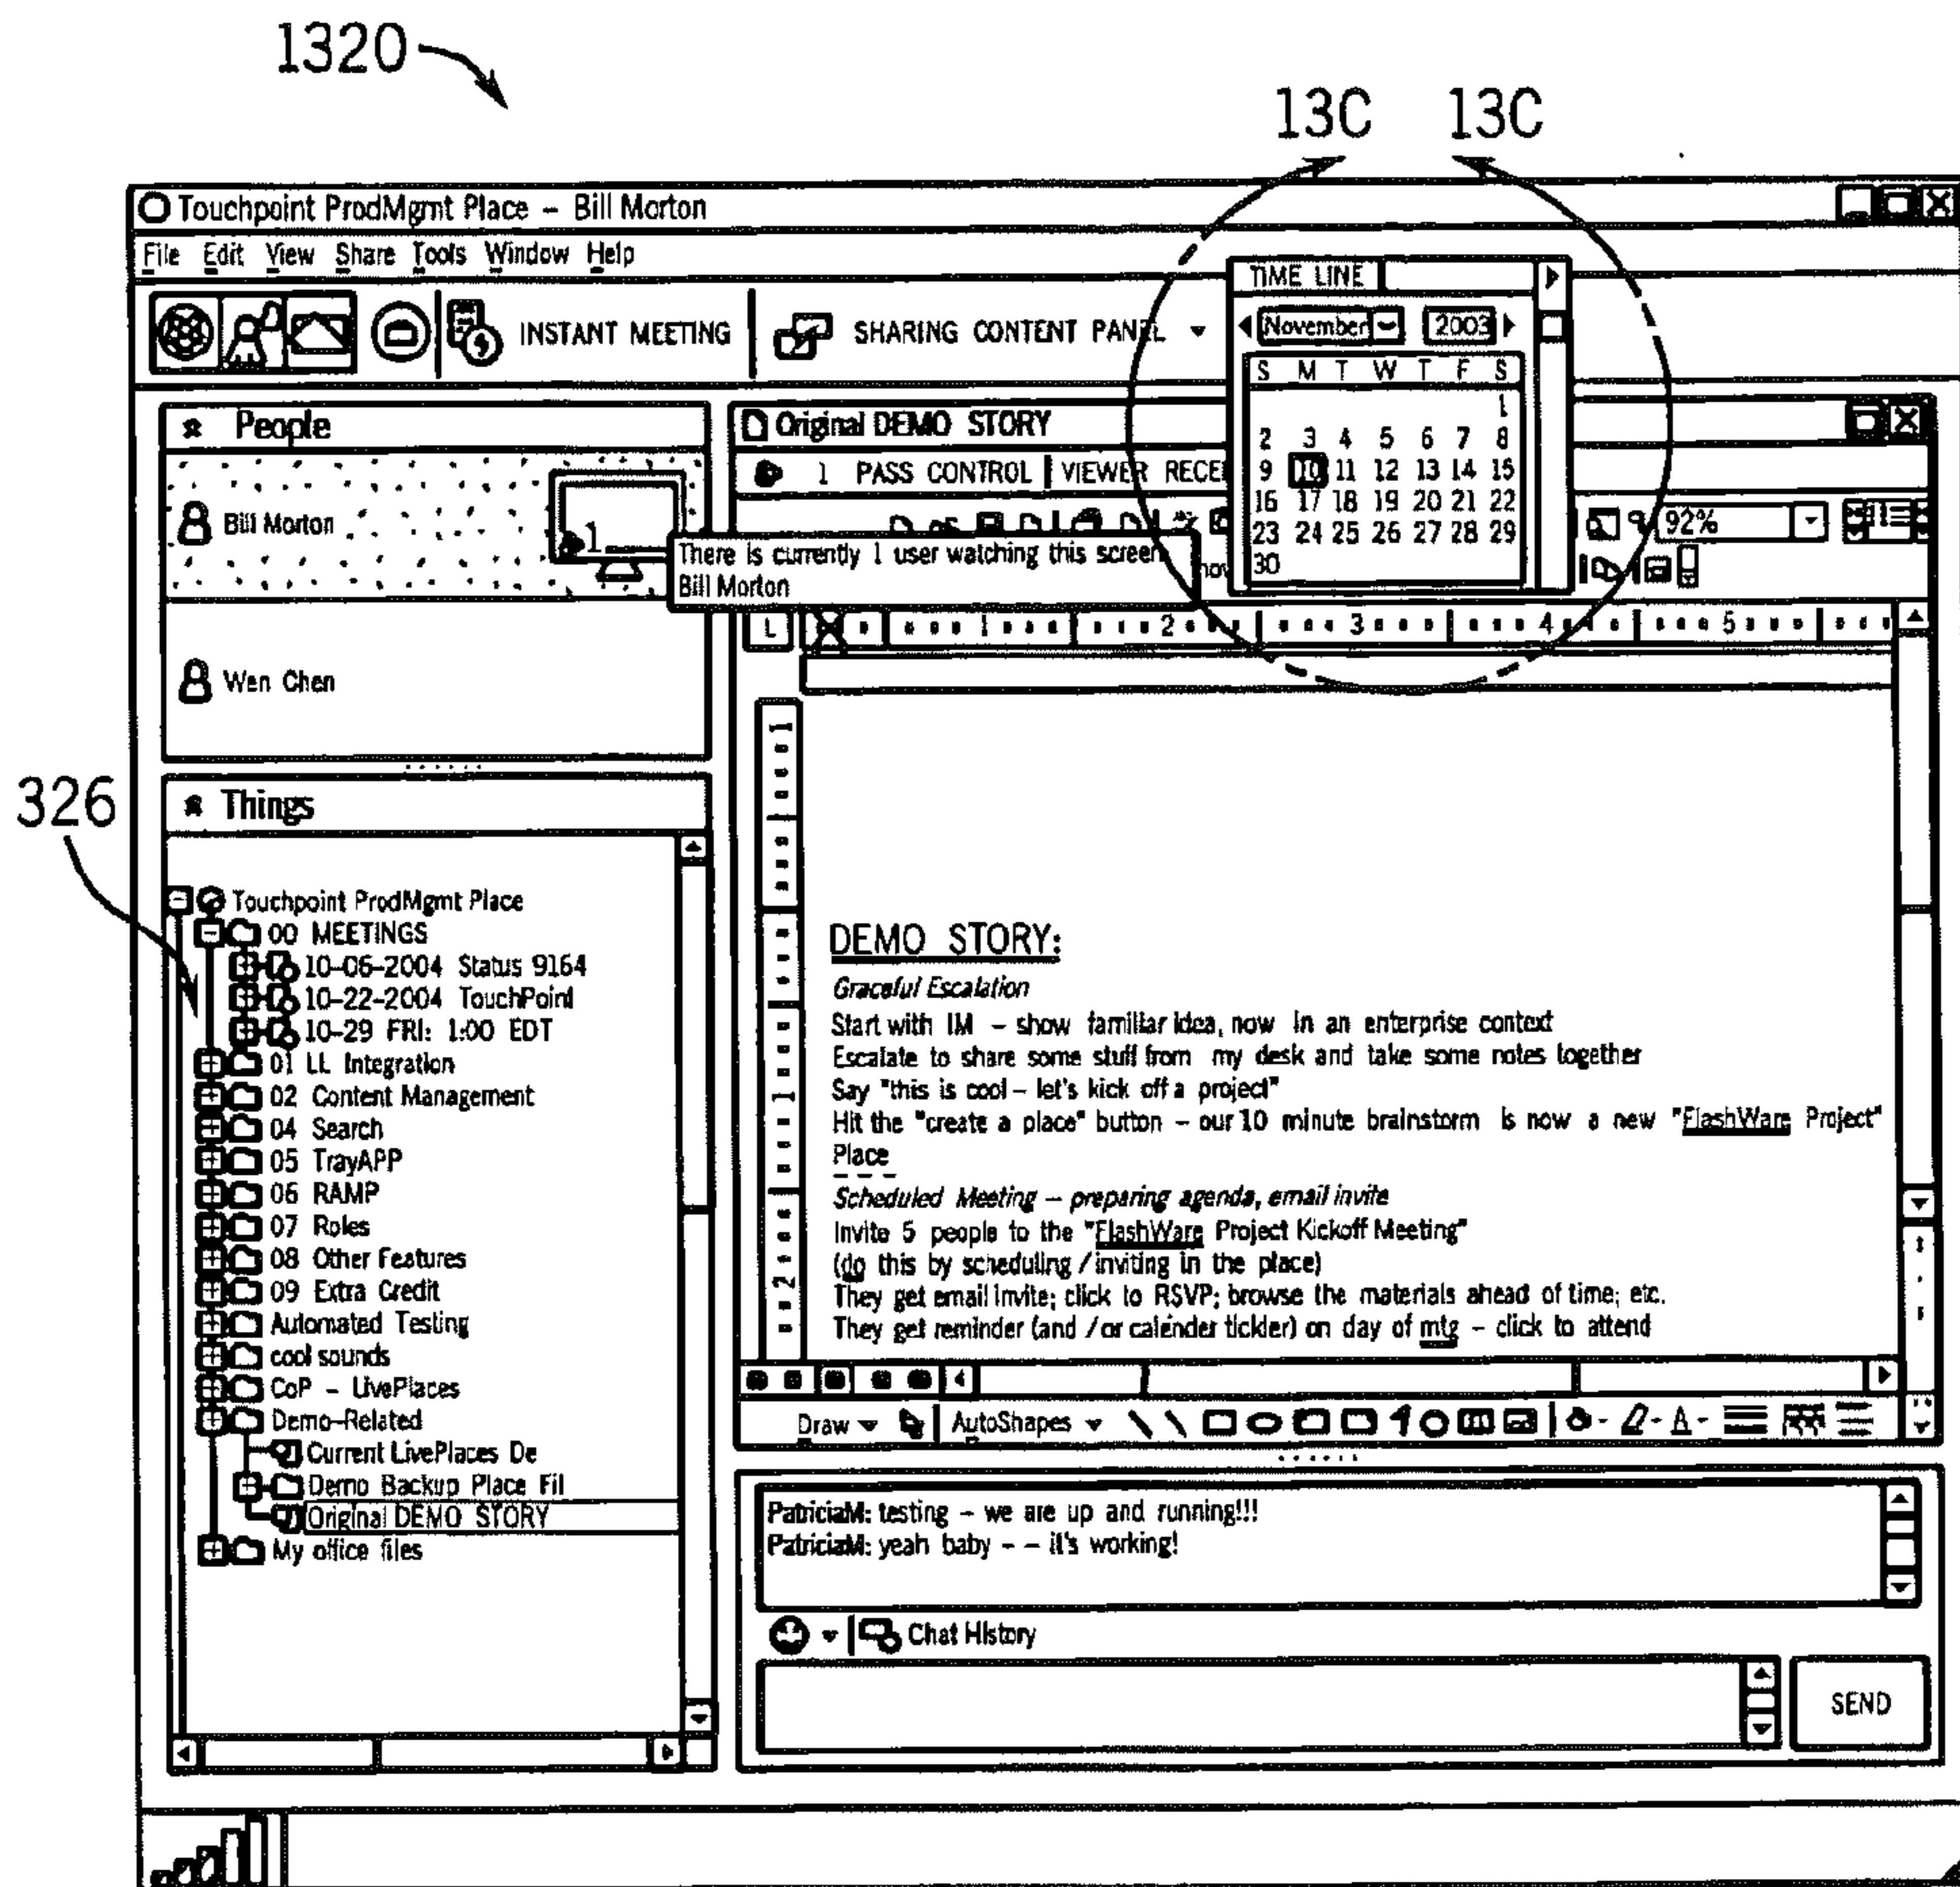 1320
13C 13C
Touchpoint ProdMgmt Place – Bill Morton
File Edit View Share Tools Window Help
INSTANT MEETING
SHARING CONTENT PANEL
TIME LINE
November 2003
S M T W T F S
1
2 3 4 5 6 7 8
9 10 11 12 13 14 15
16 17 18 19 20 21 22
23 24 25 26 27 28 29
30
People
Bill Morton
1
There is currently 1 user watching this screen
Bill Morton
Wen Chen
326
Things
Touchpoint ProdMgmt Place
00 MEETINGS
10–06–2004 Status 9164
10–22–2004 TouchPoint
10–29 FRI: 1:00 EDT
01 LL Integration
02 Content Management
04 Search
05 TrayAPP
06 RAMP
07 Roles
08 Other Features
09 Extra Credit
Automated Testing
cool sounds
CoP – LivePlaces
Demo–Related
Current LivePlaces De
Demo Backup Place Fil
Original DEMO STORY
My office files
Original DEMO STORY
1 PASS CONTROL VIEWER RECE
92%
L 1 2 3 4 5
1
1
2
DEMO STORY:
Graceful Escalation
Start with IM – show familiar idea, now in an enterprise context
Escalate to share some stuff from my desk and take some notes together
Say "this is cool – let's kick off a project"
Hit the "create a place" button – our 10 minute brainstorm is now a new "FlashWare Project"
Place
Scheduled Meeting – preparing agenda, email invite
Invite 5 people to the "FlashWare Project Kickoff Meeting"
(do this by scheduling / inviting in the place)
They get email invite; click to RSVP; browse the materials ahead of time; etc.
They get reminder (and / or calender tickler) on day of mtg – click to attend
Draw AutoShapes A
PatriciaM: testing – we are up and running!!!
PatriciaM: yeah baby – – it's working!
Chat History
SEND